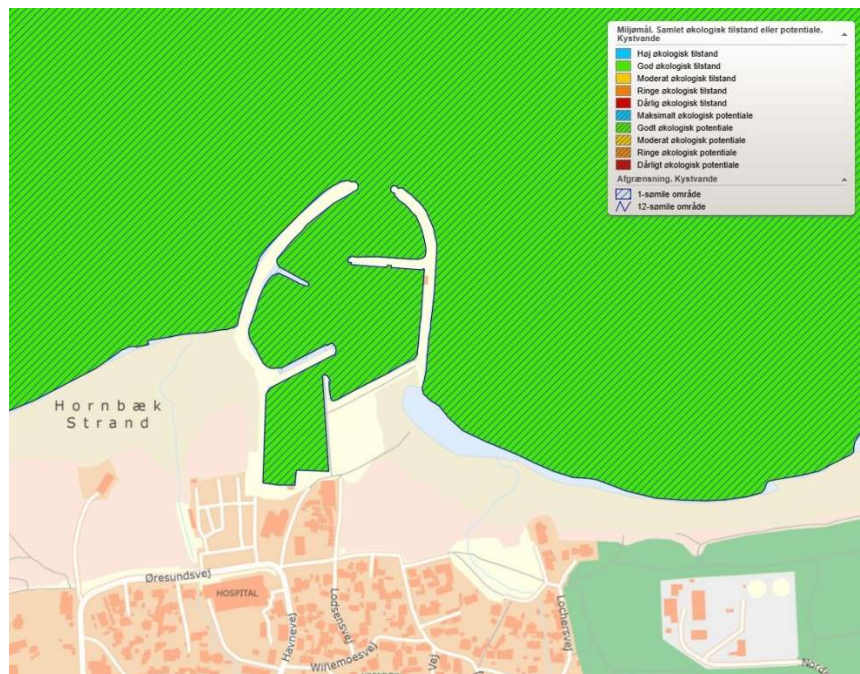 Miljømål. Samlet økologisk tilstand eller potentiale.
Kystvande
Høj økologisk tilstand
God økologisk tilstand
Moderat økologisk tilstand
Ringe økologisk tilstand
Dårlig økologisk tilstand
Maksimalt økologisk potentiale
Godt økologisk potentiale
Moderat økologisk potentiale
Ringe økologisk potentiale
Dårligt økologisk potentiale
Afgrænsning. Kystvande
1-sømile område
12-sømile område
Hornbæk
Strand
Øresundsvej
HOSPITAL
Havnevej
Lodsensvej
Willemoesvej
Vej
Lochersvej
Norde